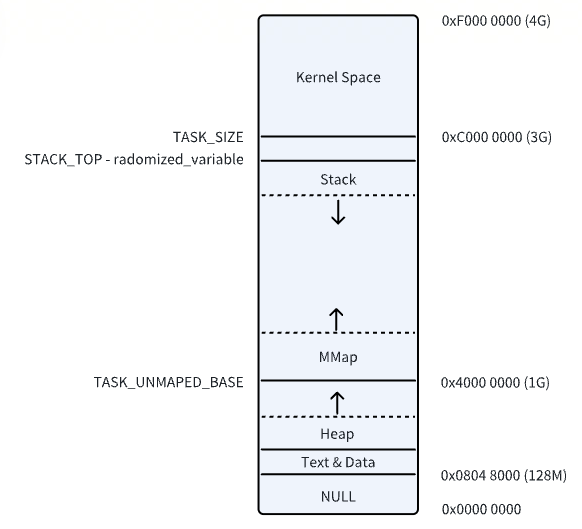 0xF000 0000 (4G)
Kernel Space
TASK_SIZE
0xC000 0000 (3G)
STACK_TOP - radomized_variable
Stack
MMap
TASK_UNMAPED_BASE
0x4000 0000 (1G)
Heap
Text & Data
0x0804 8000 (128M)
NULL
0x0000 0000